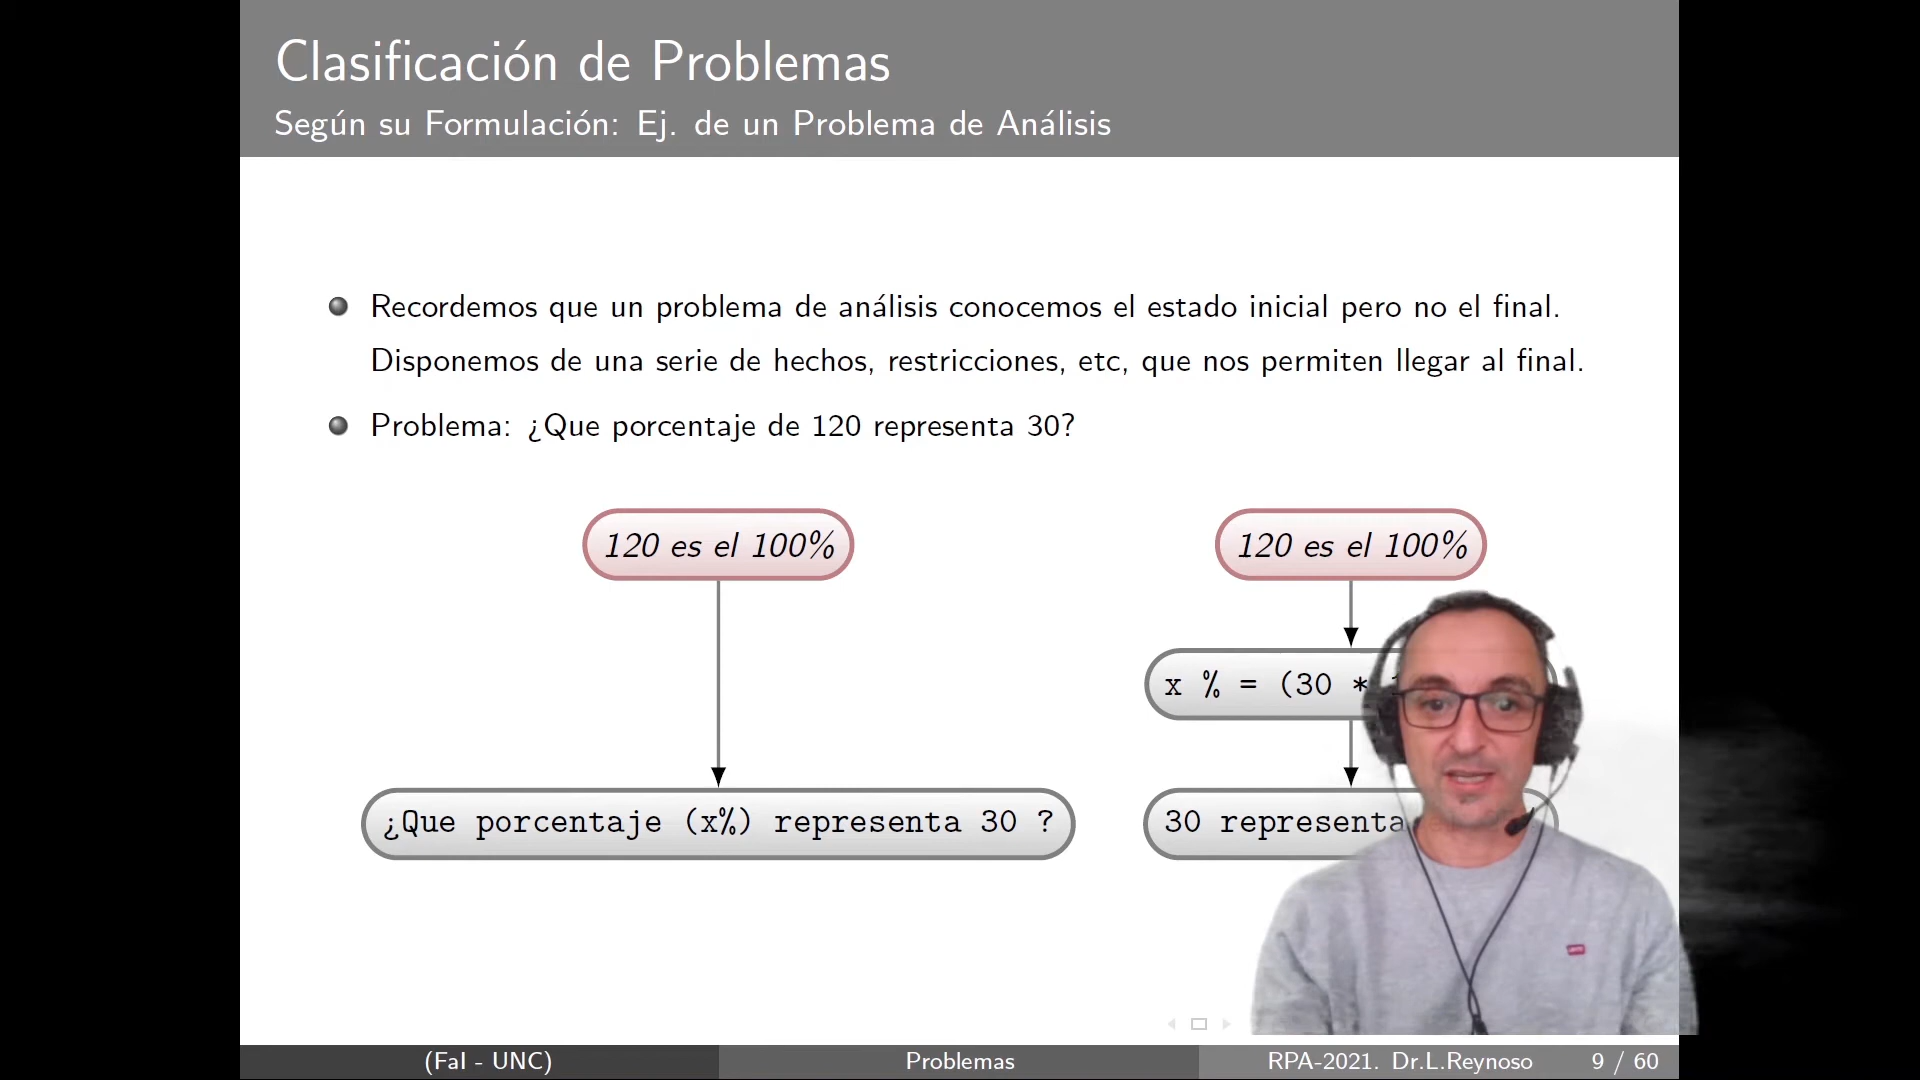 Clasificación de Problemas
Según su Formulación: Ej. de un Problema de Análisis
Recordemos que un problema de análisis conocemos el estado inicial pero no el final.
Disponemos de una serie de hechos, restricciones, etc, que nos permiten llegar al final.
Problema: ¿Que porcentaje de 120 representa 30?
120 es el 100%
120 es el 100%
x % = (30 *
¿Que porcentaje (x%) representa 30 ?
30 representa
(FaI - UNC)
Problemas
RPA-2021. Dr.L.Reynoso
9 / 60